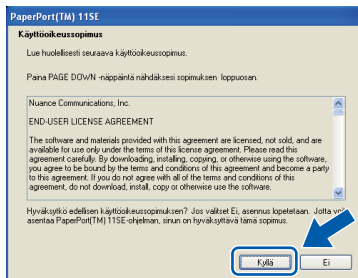 PaperPort(TM) 11SE
Käyttöoikeussopimus
Lue huolellisesti seuraava käyttöoikeussopimus.
Paina PAGE DOWN -näppäintä nähdäksesi sopimuksen loppuosan.
Nuance Communications, Inc.
END-USER LICENSE AGREEMENT
The software and materials provided with this agreement are licensed, not sold, and are
available for use only under the terms of this license agreement. Please read this
agreement carefully. By downloading, installing, copying, or otherwise using the software,
you agree to be bound by the terms and conditions of this agreement and become a party
to this agreement. If you do not agree with all of the terms and conditions of this
agreement, do not download, install, copy or otherwise use the software.
Hyväksytkö edellisen käyttöoikeussopimuksen? Jos valitset Ei, asennus lopetetaan. Jotta
asentaa PaperPort(TM) 11SE-ohjelman, sinun on hyväksyttävä tämä sopimus.
Kyllä
Ei